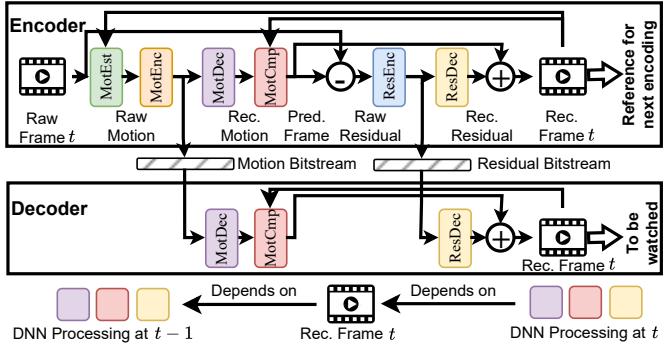 Encoder
MotEst
MotEnc
MotDec
MotCmp
-
ResEnc
ResDec
+
Raw Frame t
Raw Motion
Rec. Motion
Pred. Frame
Raw Residual
Rec. Residual
Rec. Frame t
Reference for next encoding
Motion Bitstream
Residual Bitstream
Decoder
MotDec
MotCmp
ResDec
+
Rec. Frame t
To be watched
Depends on
Depends on
DNN Processing at t − 1
Rec. Frame t
DNN Processing at t